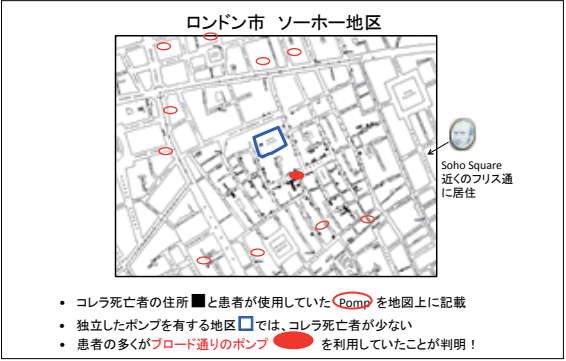 ロンドン市 ソーホー地区
Soho Square
近くのフリス通
に居住
• コレラ死亡者の住所■と患者が使用していた Pomp を地図上に記載
• 独立したポンプを有する地区 では、コレラ死亡者が少ない
• 患者の多くがブロード通りのポンプ を利用していたことが判明！